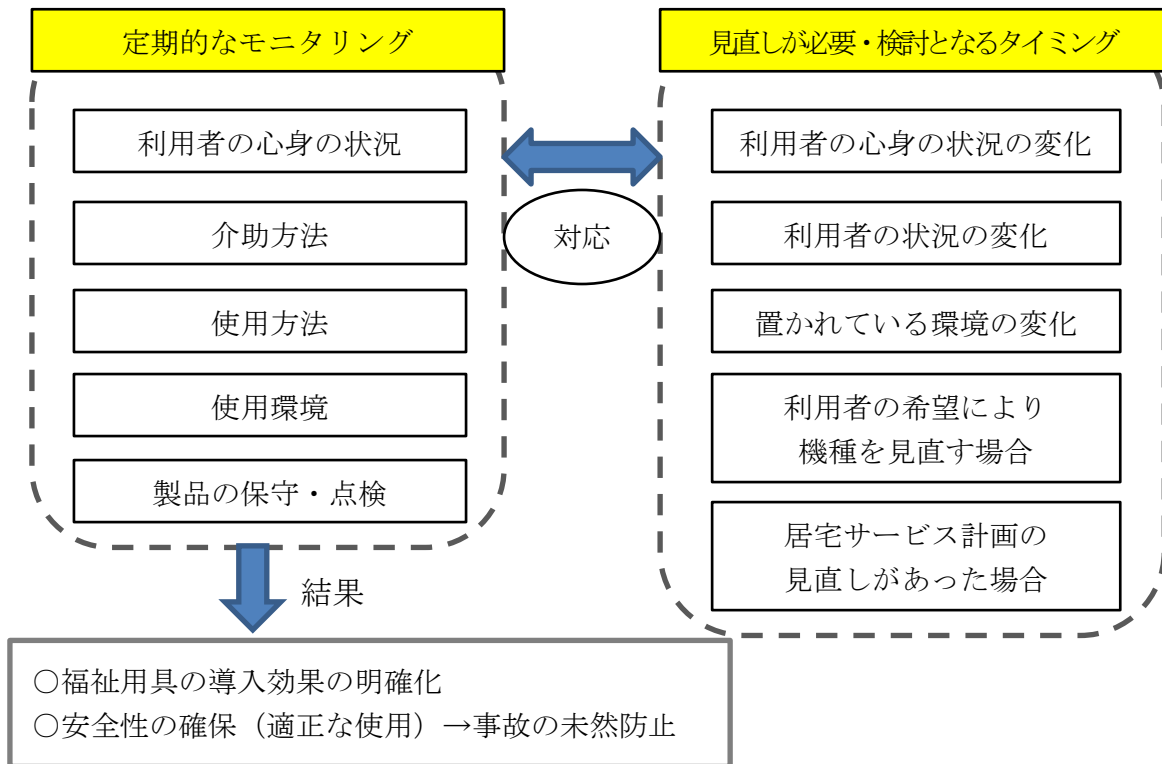 定期的なモニタリング
利用者の心身の状況
介助方法
使用方法
使用環境
製品の保守・点検
対応
見直しが必要・検討となるタイミング
利用者の心身の状況の変化
利用者の状況の変化
置かれている環境の変化
利用者の希望により
機種を見直す場合
居宅サービス計画の
見直しがあった場合
結果
○福祉用具の導入効果の明確化
○安全性の確保（適正な使用）→事故の未然防止